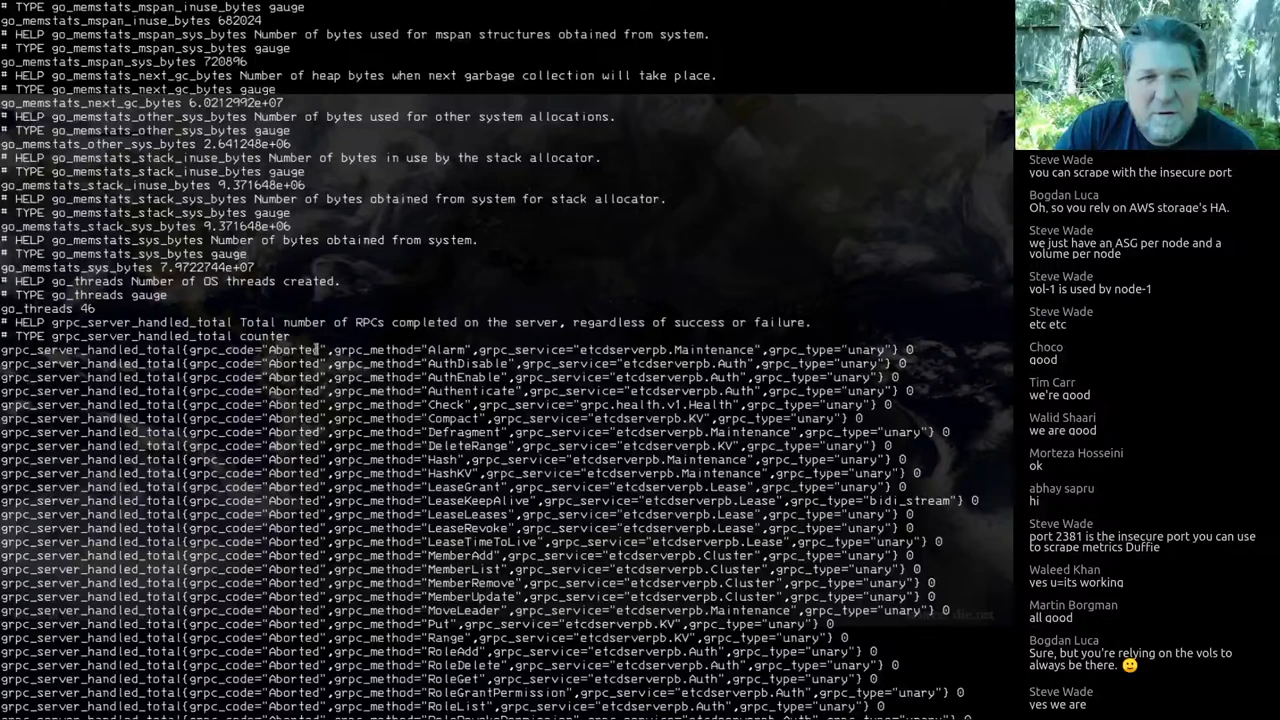 # TYPE go_memstats_mspan_inuse_bytes gauge
go_memstats_mspan_inuse_bytes 682024
# HELP go_memstats_mspan_sys_bytes Number of bytes used for mspan structures obtained from system.
# TYPE go_memstats_mspan_sys_bytes gauge
go_memstats_mspan_sys_bytes 720896
# HELP go_memstats_next_gc_bytes Number of heap bytes when next garbage collection will take place.
# TYPE go_memstats_next_gc_bytes gauge
go_memstats_next_gc_bytes 6.0212992e+07
# HELP go_memstats_other_sys_bytes Number of bytes used for other system allocations.
# TYPE go_memstats_other_sys_bytes gauge
go_memstats_other_sys_bytes 2.641248e+06
# HELP go_memstats_stack_inuse_bytes Number of bytes in use by the stack allocator.
# TYPE go_memstats_stack_inuse_bytes gauge
go_memstats_stack_inuse_bytes 9.371648e+06
# HELP go_memstats_stack_sys_bytes Number of bytes obtained from system for stack allocator.
# TYPE go_memstats_stack_sys_bytes gauge
go_memstats_stack_sys_bytes 9.371648e+06
# HELP go_memstats_sys_bytes Number of bytes obtained from system.
# TYPE go_memstats_sys_bytes gauge
go_memstats_sys_bytes 7.9722744e+07
# HELP go_threads Number of OS threads created.
# TYPE go_threads gauge
go_threads 46
# HELP grpc_server_handled_total Total number of RPCs completed on the server, regardless of success or failure.
# TYPE grpc_server_handled_total counter
grpc_server_handled_total{grpc_code="Aborted",grpc_method="Alarm",grpc_service="etcdserverpb.Maintenance",grpc_type="unary"} 0
grpc_server_handled_total{grpc_code="Aborted",grpc_method="AuthDisable",grpc_service="etcdserverpb.Auth",grpc_type="unary"} 0
grpc_server_handled_total{grpc_code="Aborted",grpc_method="AuthEnable",grpc_service="etcdserverpb.Auth",grpc_type="unary"} 0
grpc_server_handled_total{grpc_code="Aborted",grpc_method="Authenticate",grpc_service="etcdserverpb.Auth",grpc_type="unary"} 0
grpc_server_handled_total{grpc_code="Aborted",grpc_method="Check",grpc_service="grpc.health.v1.Health",grpc_type="unary"} 0
grpc_server_handled_total{grpc_code="Aborted",grpc_method="Compact",grpc_service="etcdserverpb.KV",grpc_type="unary"} 0
grpc_server_handled_total{grpc_code="Aborted",grpc_method="Defragment",grpc_service="etcdserverpb.Maintenance",grpc_type="unary"} 0
grpc_server_handled_total{grpc_code="Aborted",grpc_method="DeleteRange",grpc_service="etcdserverpb.KV",grpc_type="unary"} 0
grpc_server_handled_total{grpc_code="Aborted",grpc_method="Hash",grpc_service="etcdserverpb.Maintenance",grpc_type="unary"} 0
grpc_server_handled_total{grpc_code="Aborted",grpc_method="HashKV",grpc_service="etcdserverpb.Maintenance",grpc_type="unary"} 0
grpc_server_handled_total{grpc_code="Aborted",grpc_method="LeaseGrant",grpc_service="etcdserverpb.Lease",grpc_type="unary"} 0
grpc_server_handled_total{grpc_code="Aborted",grpc_method="LeaseKeepAlive",grpc_service="etcdserverpb.Lease",grpc_type="bidi_stream"} 0
grpc_server_handled_total{grpc_code="Aborted",grpc_method="LeaseLeases",grpc_service="etcdserverpb.Lease",grpc_type="unary"} 0
grpc_server_handled_total{grpc_code="Aborted",grpc_method="LeaseRevoke",grpc_service="etcdserverpb.Lease",grpc_type="unary"} 0
grpc_server_handled_total{grpc_code="Aborted",grpc_method="LeaseTimeToLive",grpc_service="etcdserverpb.Lease",grpc_type="unary"} 0
grpc_server_handled_total{grpc_code="Aborted",grpc_method="MemberAdd",grpc_service="etcdserverpb.Cluster",grpc_type="unary"} 0
grpc_server_handled_total{grpc_code="Aborted",grpc_method="MemberList",grpc_service="etcdserverpb.Cluster",grpc_type="unary"} 0
grpc_server_handled_total{grpc_code="Aborted",grpc_method="MemberRemove",grpc_service="etcdserverpb.Cluster",grpc_type="unary"} 0
grpc_server_handled_total{grpc_code="Aborted",grpc_method="MemberUpdate",grpc_service="etcdserverpb.Cluster",grpc_type="unary"} 0
grpc_server_handled_total{grpc_code="Aborted",grpc_method="MoveLeader",grpc_service="etcdserverpb.Maintenance",grpc_type="unary"} 0
grpc_server_handled_total{grpc_code="Aborted",grpc_method="Put",grpc_service="etcdserverpb.KV",grpc_type="unary"} 0
grpc_server_handled_total{grpc_code="Aborted",grpc_method="Range",grpc_service="etcdserverpb.KV",grpc_type="unary"} 0
grpc_server_handled_total{grpc_code="Aborted",grpc_method="RoleAdd",grpc_service="etcdserverpb.Auth",grpc_type="unary"} 0
grpc_server_handled_total{grpc_code="Aborted",grpc_method="RoleDelete",grpc_service="etcdserverpb.Auth",grpc_type="unary"} 0
grpc_server_handled_total{grpc_code="Aborted",grpc_method="RoleGet",grpc_service="etcdserverpb.Auth",grpc_type="unary"} 0
grpc_server_handled_total{grpc_code="Aborted",grpc_method="RoleGrantPermission",grpc_service="etcdserverpb.Auth",grpc_type="unary"} 0
grpc_server_handled_total{grpc_code="Aborted",grpc_method="RoleList",grpc_service="etcdserverpb.Auth",grpc_type="unary"} 0
Steve Wade
you can scrape with the insecure port
Bogdan Luca
Oh, so you rely on AWS storage's HA.
Steve Wade
we just have an ASG per node and a
volume per node
Steve Wade
vol-1 is used by node-1
Steve Wade
etc etc
Choco
good
Tim Carr
we're good
Walid Shaari
we are good
Morteza Hosseini
ok
abhay sapru
hi
Steve Wade
port 2381 is the insecure port you can use
to scrape metrics Duffie
Waleed Khan
yes u=its working
Martin Borgman
all good
Bogdan Luca
Sure, but you're relying on the vols to
always be there. 🙂
Steve Wade
yes we are